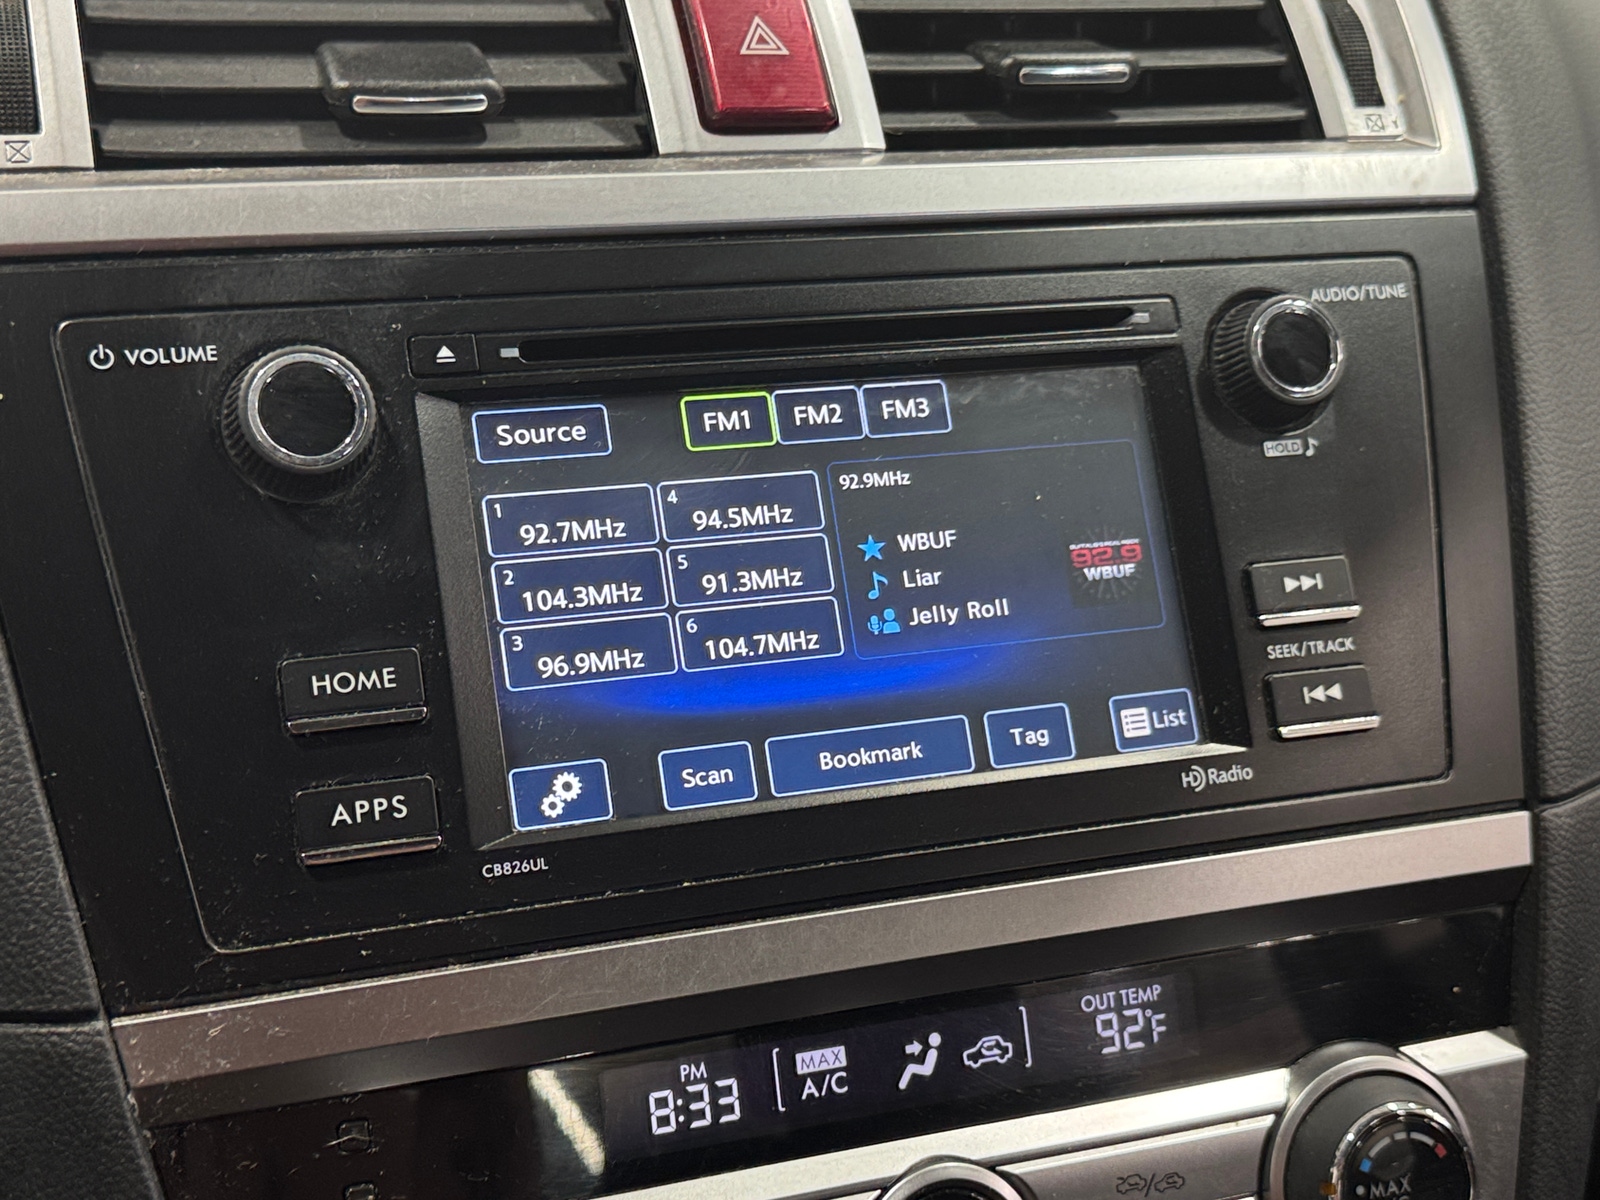 VOLUME
AUDIO/TUNE
HOLD
Source
FM1
FM2
FM3
1
92.7MHz
4
94.5MHz
2
104.3MHz
5
91.3MHz
3
96.9MHz
6
104.7MHz
92.9MHz
WBUF
Liar
Jelly Roll
92.9
WBUF
SEEK/TRACK
HOME
APPS
Scan
Bookmark
Tag
List
HD Radio
CB826UL
PM
8:33
MAX
A/C
OUT TEMP
92°F
MAX